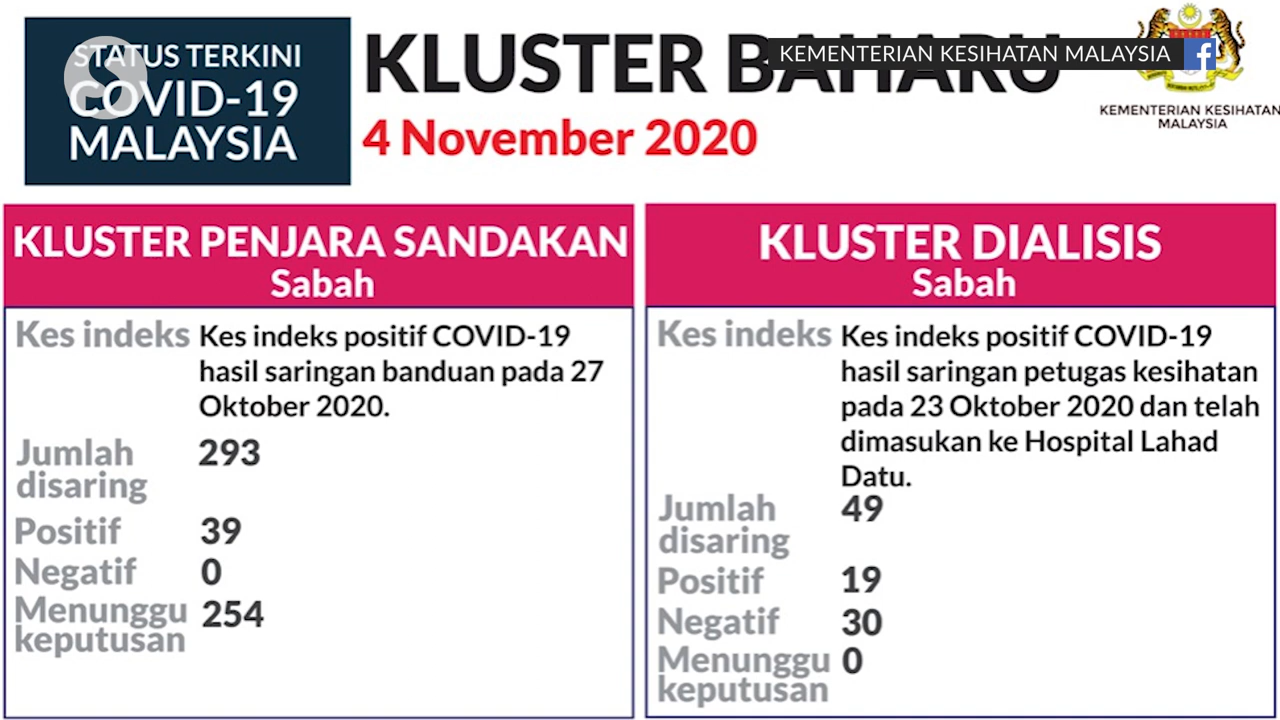 STATUS TERKINI
COVID-19
MALAYSIA
KLUSTER BAHARU
4 November 2020
KEMENTERIAN KESIHATAN MALAYSIA
KEMENTERIAN KESIHATAN
MALAYSIA
KLUSTER PENJARA SANDAKAN
Sabah
Kes indeks Kes indeks positif COVID-19
hasil saringan banduan pada 27
Oktober 2020.
Jumlah 293
disaring
Positif 39
Negatif 0
Menunggu 254
keputusan
KLUSTER DIALISIS
Sabah
Kes indeks Kes indeks positif COVID-19
hasil saringan petugas kesihatan
pada 23 Oktober 2020 dan telah
dimasukan ke Hospital Lahad
Datu.
Jumlah 49
disaring
Positif 19
Negatif 30
Menunggu 0
keputusan